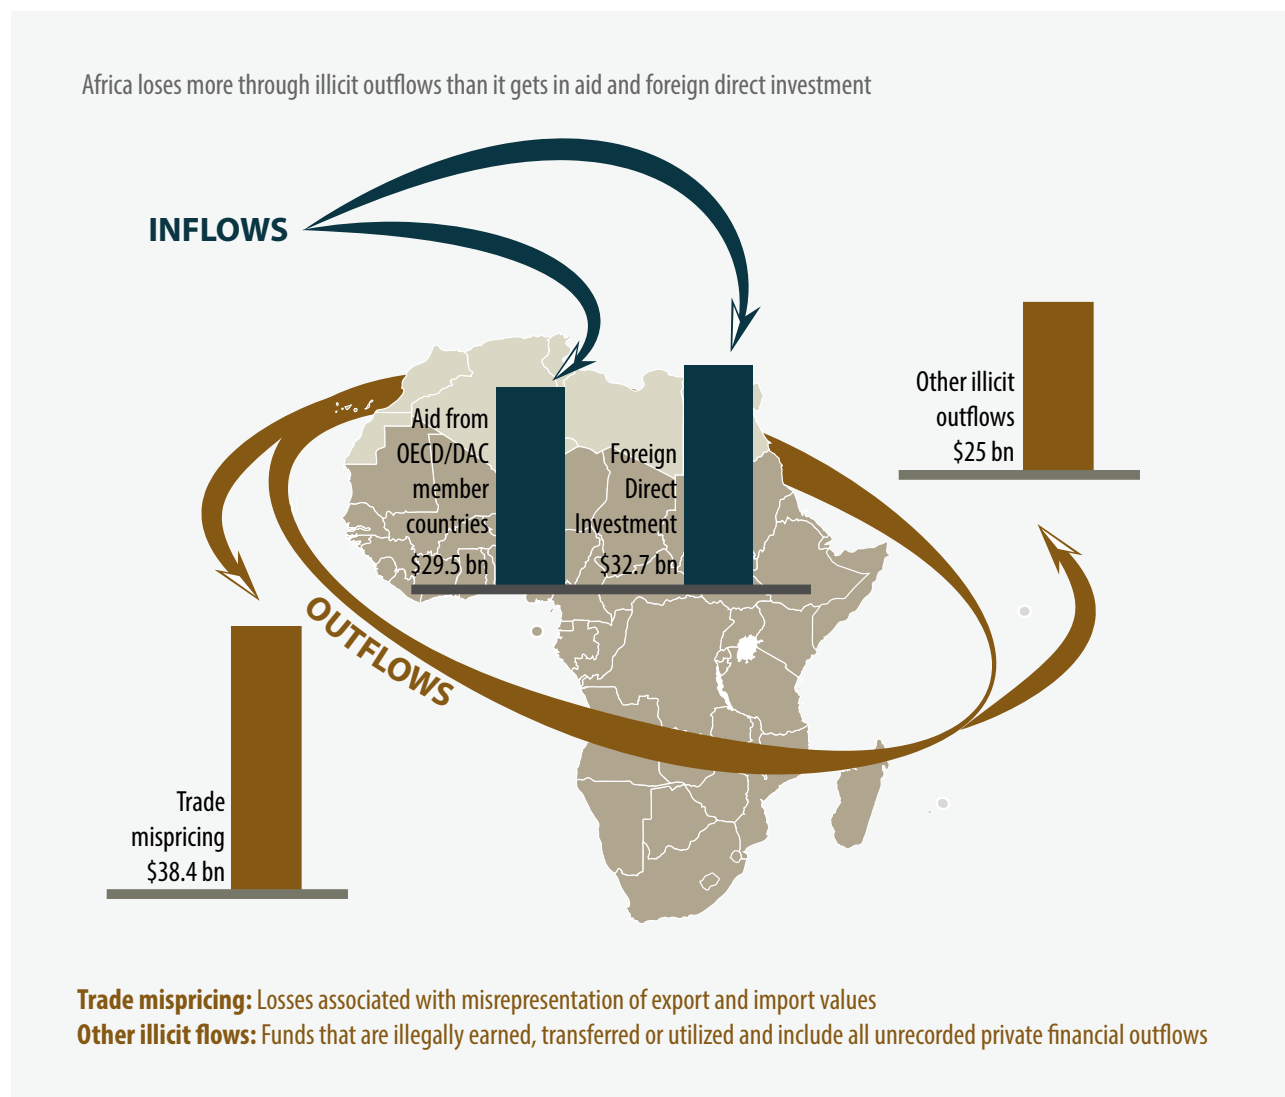 Africa loses more through illicit outflows than it gets in aid and foreign direct investment
INFLOWS
Other illicit
outflows
$25 bn
Aid from
OECD/DAC
member
countries
$29.5 bn
Foreign
Direct
Investment
$32.7 bn
OUTFLOWS
Trade
mispricing
$38.4 bn
Trade mispricing: Losses associated with misrepresentation of export and import values
Other illicit flows: Funds that are illegally earned, transferred or utilized and include all unrecorded private financial outflows